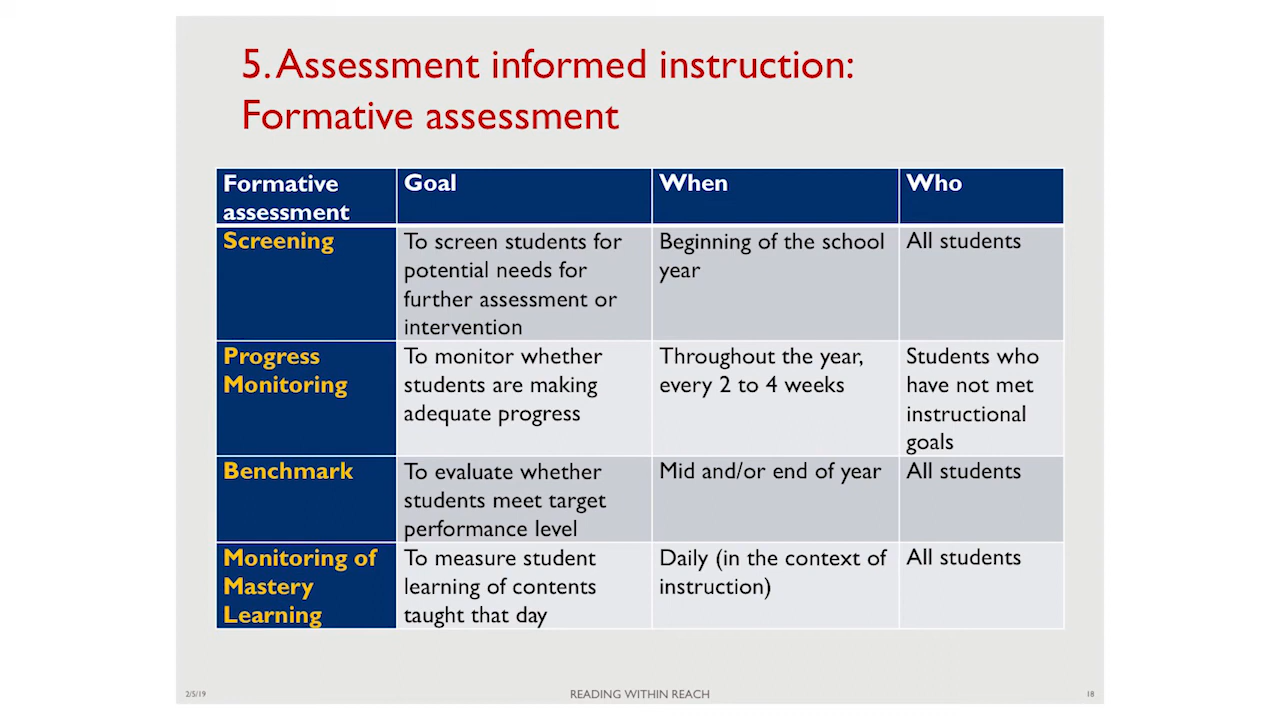 5. Assessment informed instruction:
Formative assessment
Formative
assessment
Goal
When
Who
Screening
To screen students for
potential needs for
further assessment or
intervention
Beginning of the school
year
All students
Progress
Monitoring
To monitor whether
students are making
adequate progress
Throughout the year,
every 2 to 4 weeks
Students who
have not met
instructional
goals
Benchmark
To evaluate whether
students meet target
performance level
Mid and/or end of year
All students
Monitoring of
Mastery
Learning
To measure student
learning of contents
taught that day
Daily (in the context of
instruction)
All students
2/5/19
READING WITHIN REACH
18